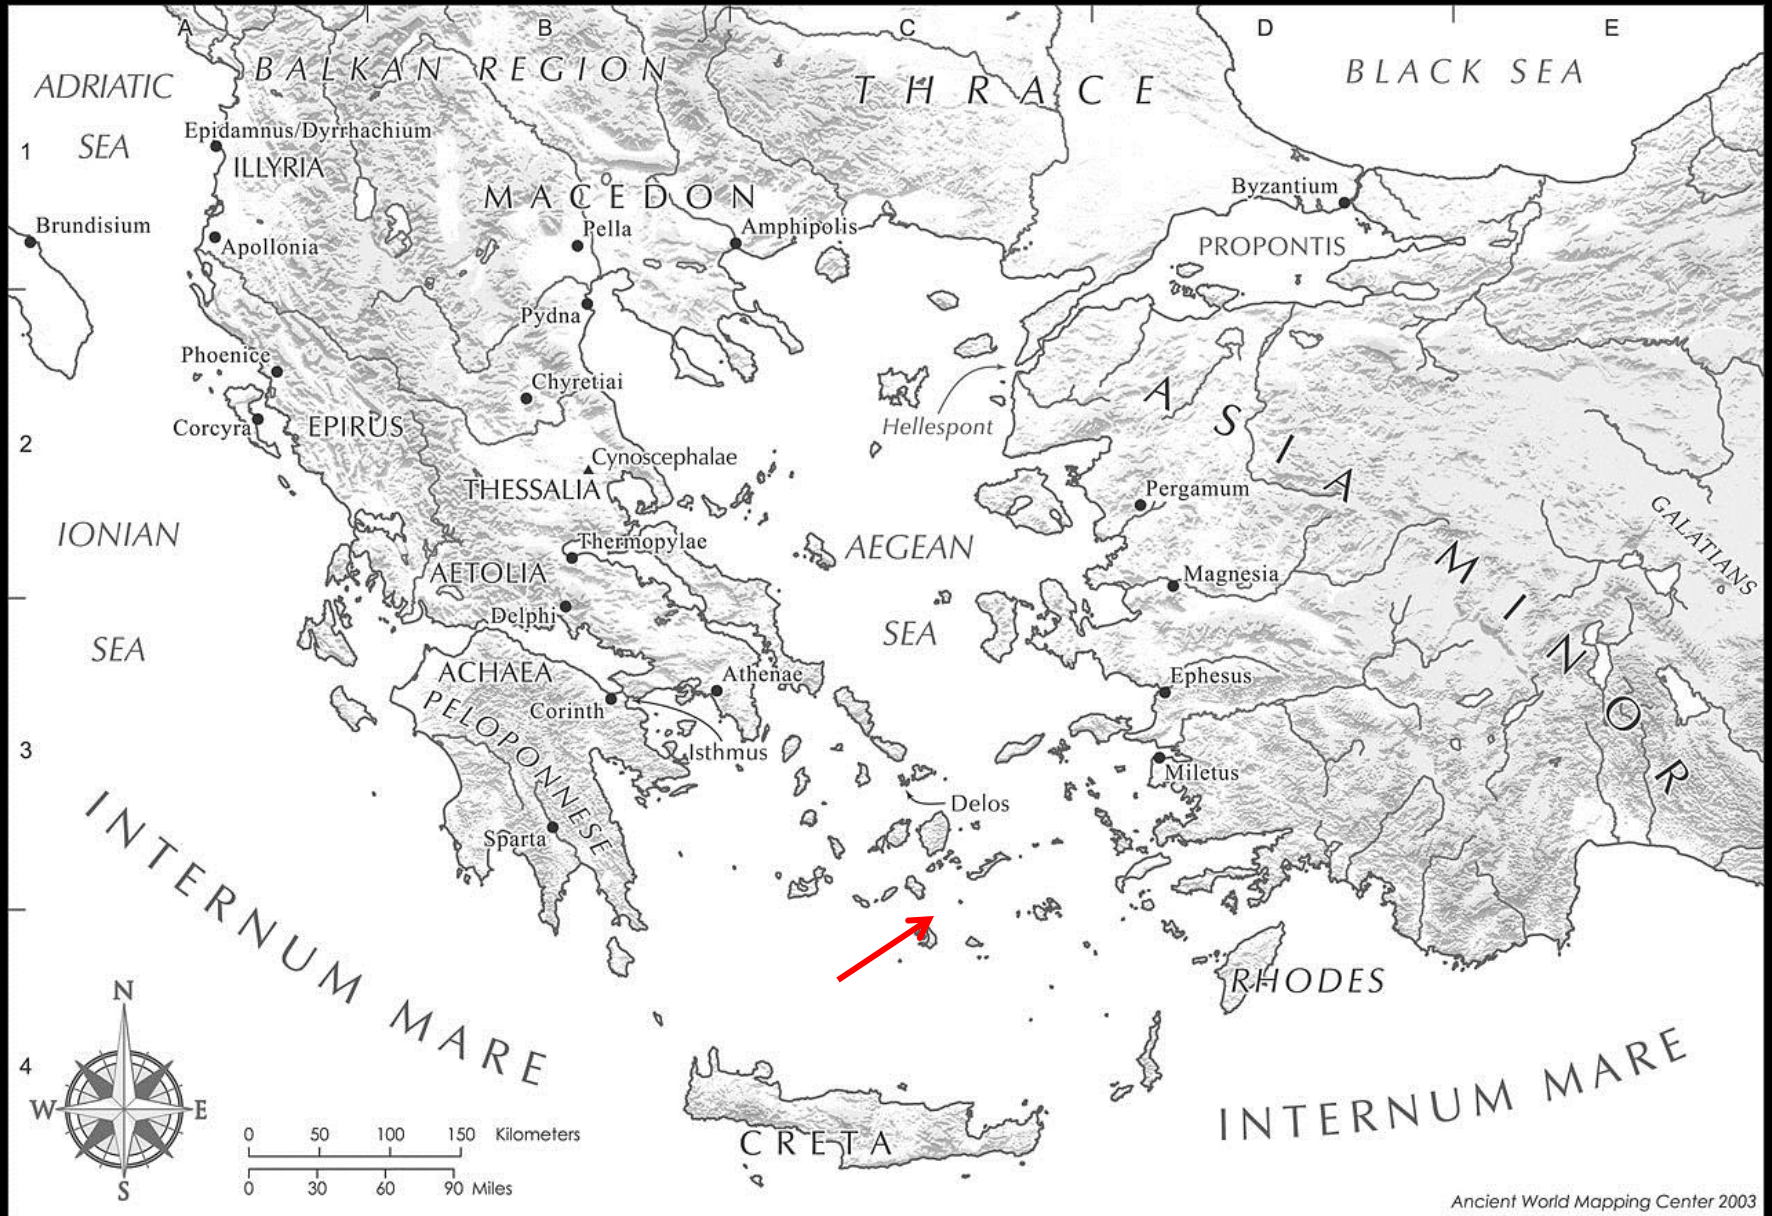 A
B
C
D
E
BALKAN REGION
THRACE
BLACK SEA
ADRIATIC
SEA
Epidamnus/Dyrrhachium
1
ILLYRIA
MACEDON
Byzantium
Brundisium
Pella
Amphipolis
Apollonia
PROPONTIS
Pydna
Phoenice
Chyretiai
ASIA MINOR
Hellespont
Corcyra
EPIRUS
2
Cynoscephalae
THESSALIA
Pergamum
GALATIANS
IONIAN
SEA
Thermopylae
AEGEAN
SEA
AETOLIA
Magnesia
Delphi
ACHAEA
Athenae
Ephesus
PELOPONNESE
Corinth
3
Isthmus
Miletus
Delos
Sparta
INTERNUM MARE
RHODES
N
4
W
E
S
INTERNUM MARE
CRETA
0 50 100 150 Kilometers
0 30 60 90 Miles
Ancient World Mapping Center 2003